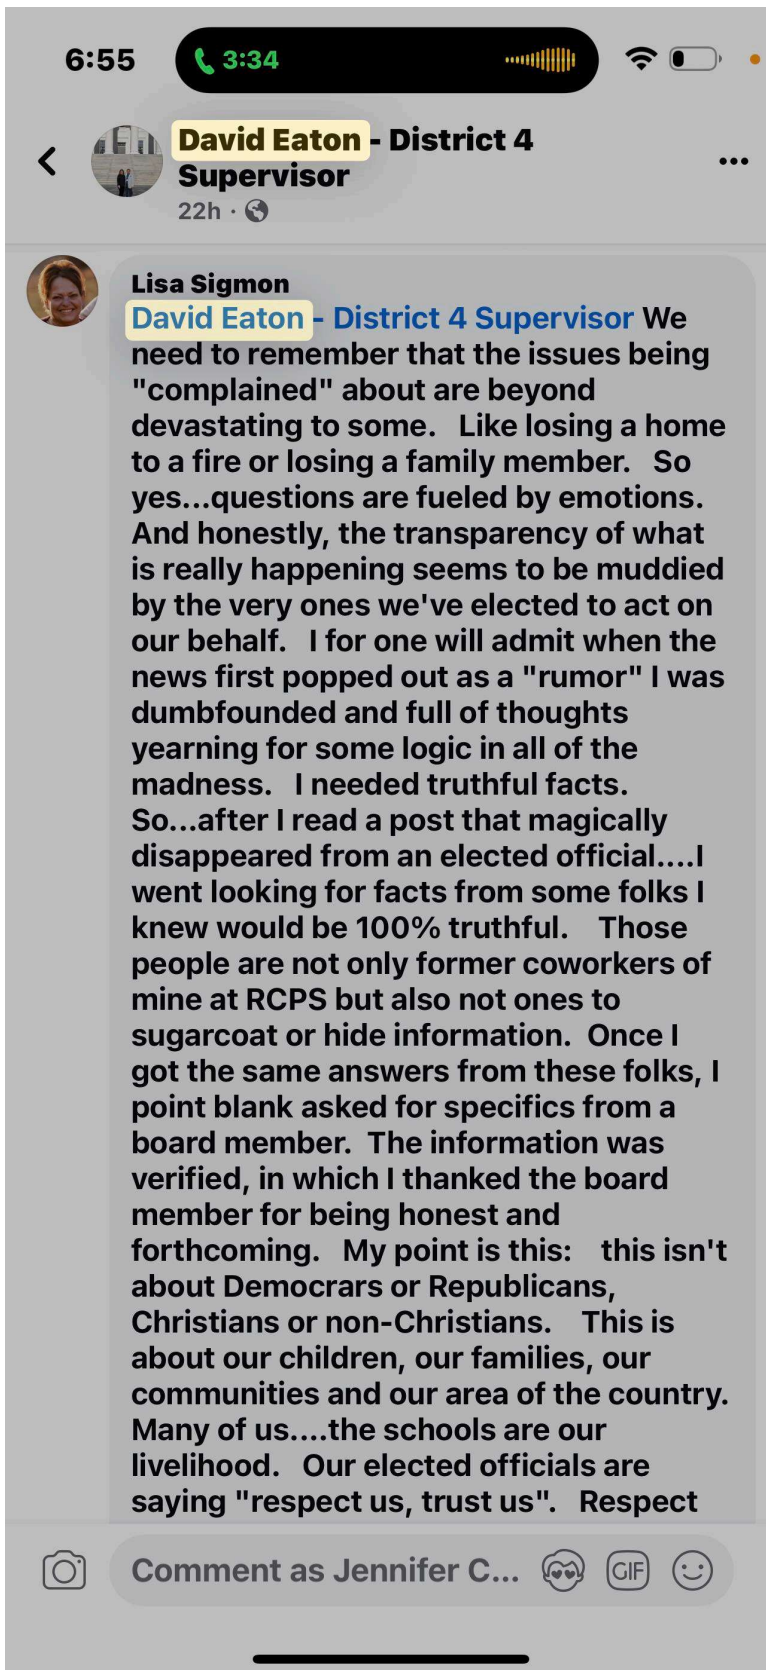 6:55
3:34
David Eaton - District 4
Supervisor
22h ·
Lisa Sigmon
David Eaton - District 4 Supervisor We
need to remember that the issues being
"complained" about are beyond
devastating to some.   Like losing a home
to a fire or losing a family member.   So
yes...questions are fueled by emotions.
And honestly, the transparency of what
is really happening seems to be muddied
by the very ones we've elected to act on
our behalf.   I for one will admit when the
news first popped out as a "rumor" I was
dumbfounded and full of thoughts
yearning for some logic in all of the
madness.   I needed truthful facts.
So...after I read a post that magically
disappeared from an elected official....I
went looking for facts from some folks I
knew would be 100% truthful.    Those
people are not only former coworkers of
mine at RCPS but also not ones to
sugarcoat or hide information.  Once I
got the same answers from these folks, I
point blank asked for specifics from a
board member.  The information was
verified, in which I thanked the board
member for being honest and
forthcoming.   My point is this:    this isn't
about Democrars or Republicans,
Christians or non-Christians.    This is
about our children, our families, our
communities and our area of the country.
Many of us....the schools are our
livelihood.   Our elected officials are
saying "respect us, trust us".   Respect
Comment as Jennifer C...
GIF